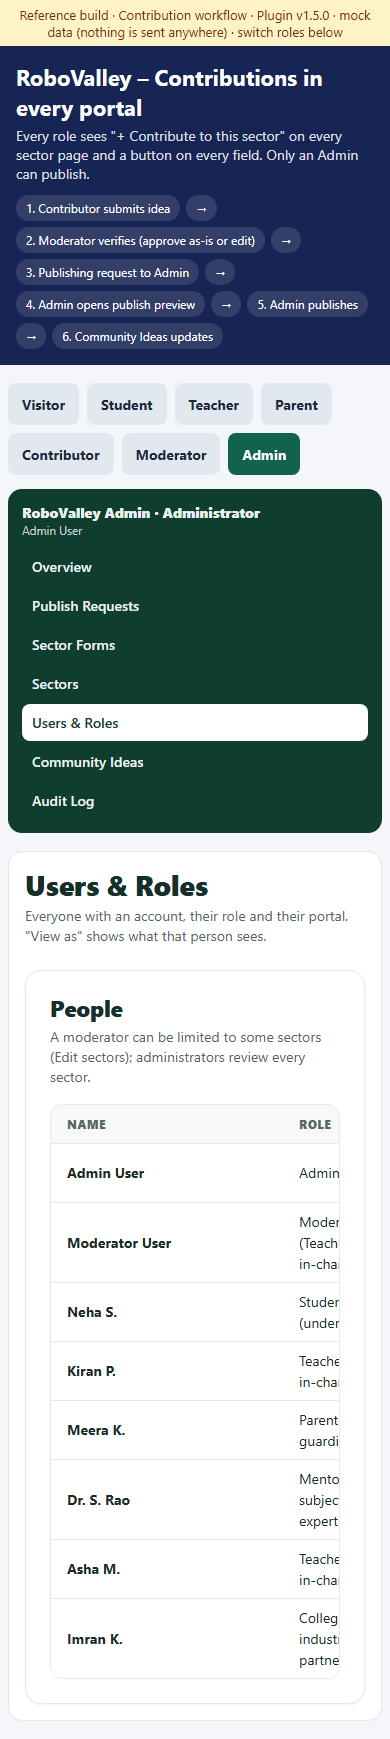 Reference build · Contribution workflow · Plugin v1.5.0 · mock
data (nothing is sent anywhere) · switch roles below
RoboValley – Contributions in
every portal
Every role sees "+ Contribute to this sector" on every
sector page and a button on every field. Only an Admin
can publish.
1. Contributor submits idea →
2. Moderator verifies (approve as-is or edit) →
3. Publishing request to Admin →
4. Admin opens publish preview → 5. Admin publishes
→ 6. Community Ideas updates
Visitor Student Teacher Parent
Contributor Moderator Admin
RoboValley Admin · Administrator
Admin User
Overview
Publish Requests
Sector Forms
Sectors
Users & Roles
Community Ideas
Audit Log
Users & Roles
Everyone with an account, their role and their portal.
"View as" shows what that person sees.
People
A moderator can be limited to some sectors
(Edit sectors); administrators review every
sector.
NAME ROLE
Admin User Admin
Moderator User
Neha S.
Kiran P.
Meera K. Parent
Dr. S. Rao
expert
Asha M.
Imran K.